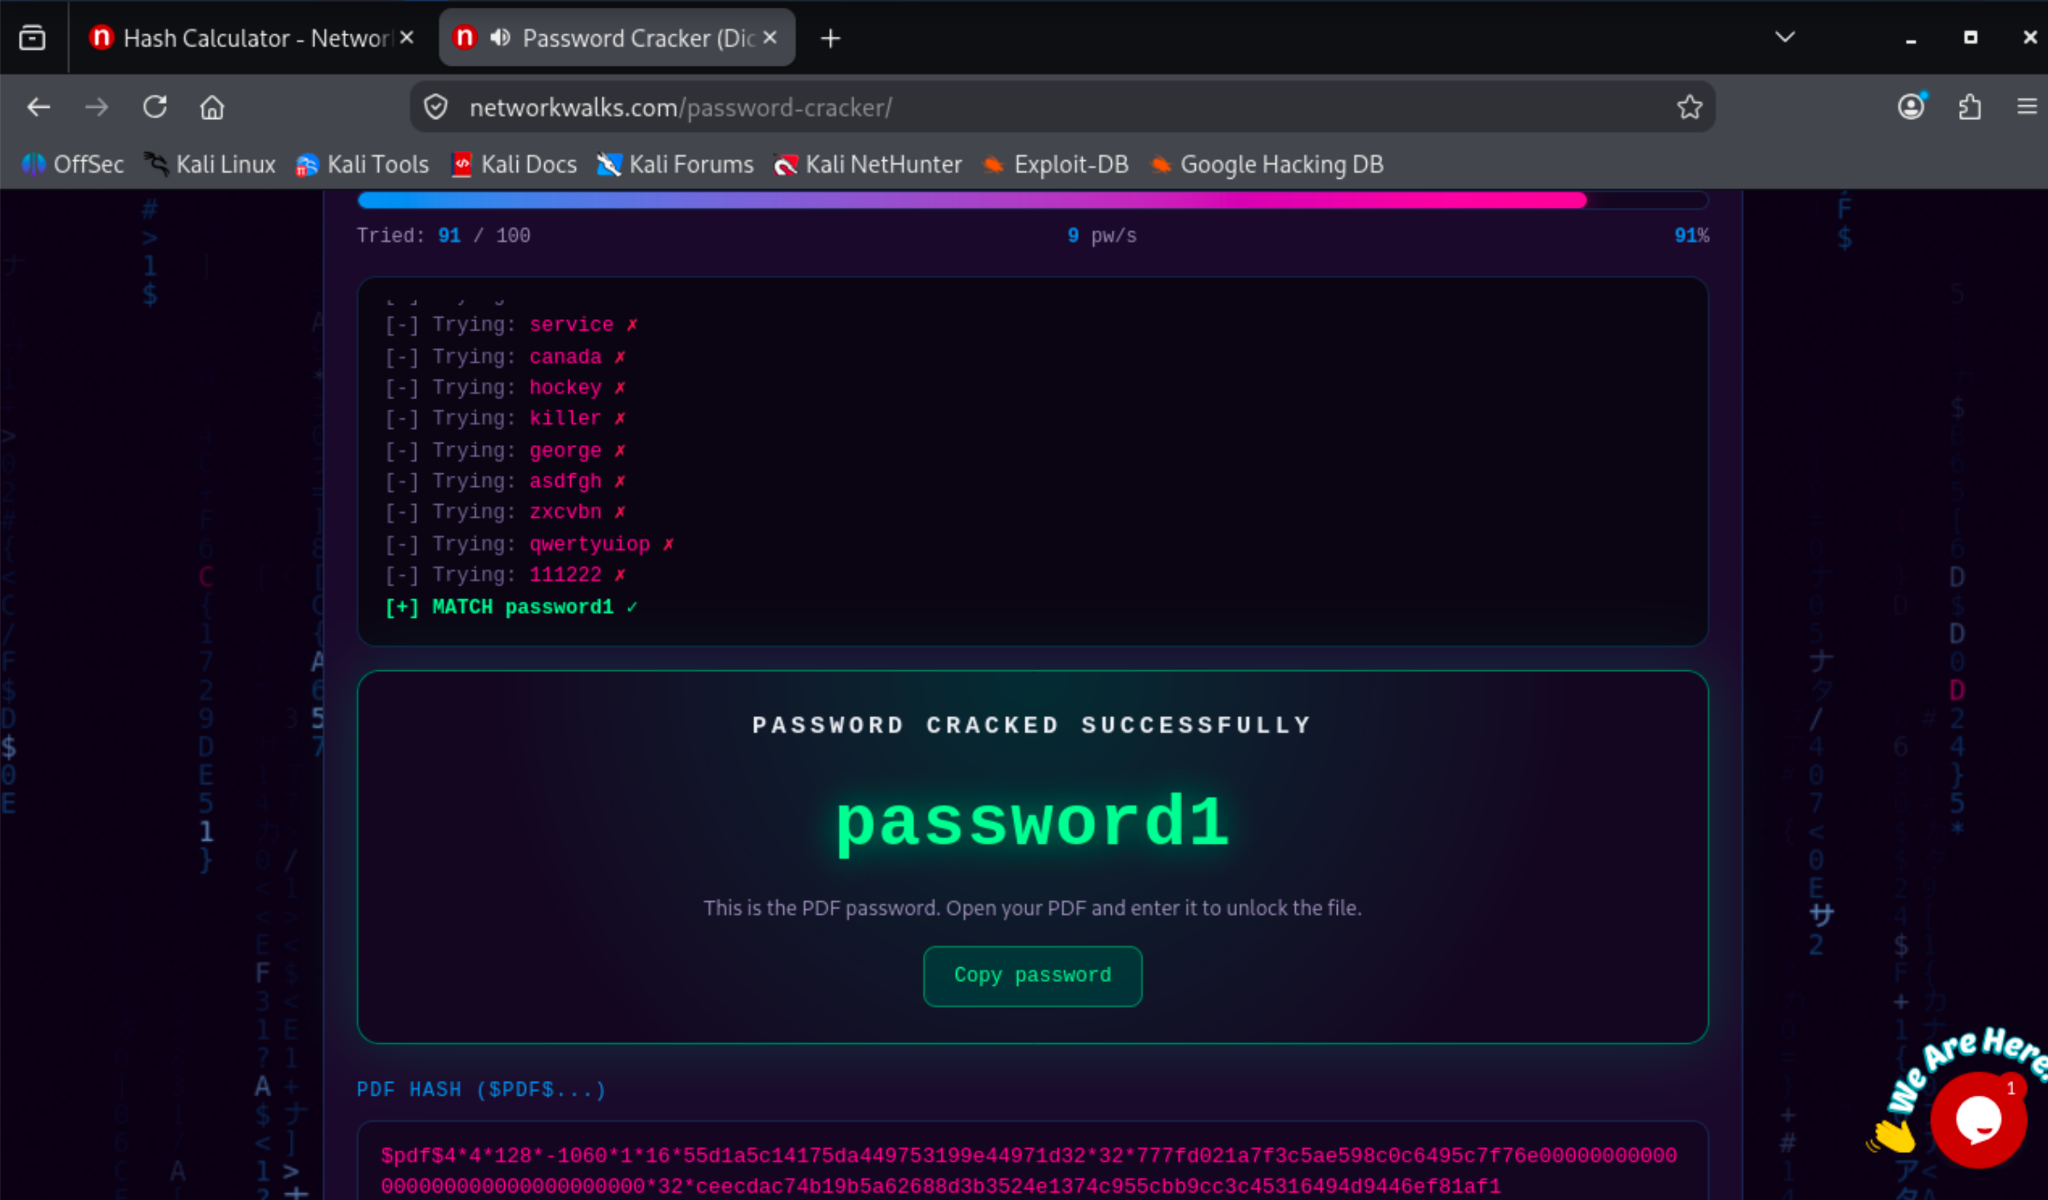 Hash Calculator - Networ
Password Cracker (Dic
networkwalks.com/password-cracker/
OffSec
Kali Linux
Kali Tools
Kali Docs
Kali Forums
Kali NetHunter
Exploit-DB
Google Hacking DB
Tried: 91 / 100
9 pw/s
91%
[-] Trying: service ✗
[-] Trying: canada ✗
[-] Trying: hockey ✗
[-] Trying: killer ✗
[-] Trying: george ✗
[-] Trying: asdfgh ✗
[-] Trying: zxcvbn ✗
[-] Trying: qwertyuiop ✗
[-] Trying: 111222 ✗
[+] MATCH password1 ✓
PASSWORD CRACKED SUCCESSFULLY
password1
This is the PDF password. Open your PDF and enter it to unlock the file.
Copy password
We Are Here!
1
PDF HASH ($PDF$...)
$pdf$4*4*128*-1060*1*16*55d1a5c14175da449753199e44971d32*32*777fd021a7f3c5ae598c0c6495c7f76e00000000000
0000000000000000000000*32*ceecdac74b19b5a62688d3b3524e1374c955cbb9cc3c45316494d9446ef81af1